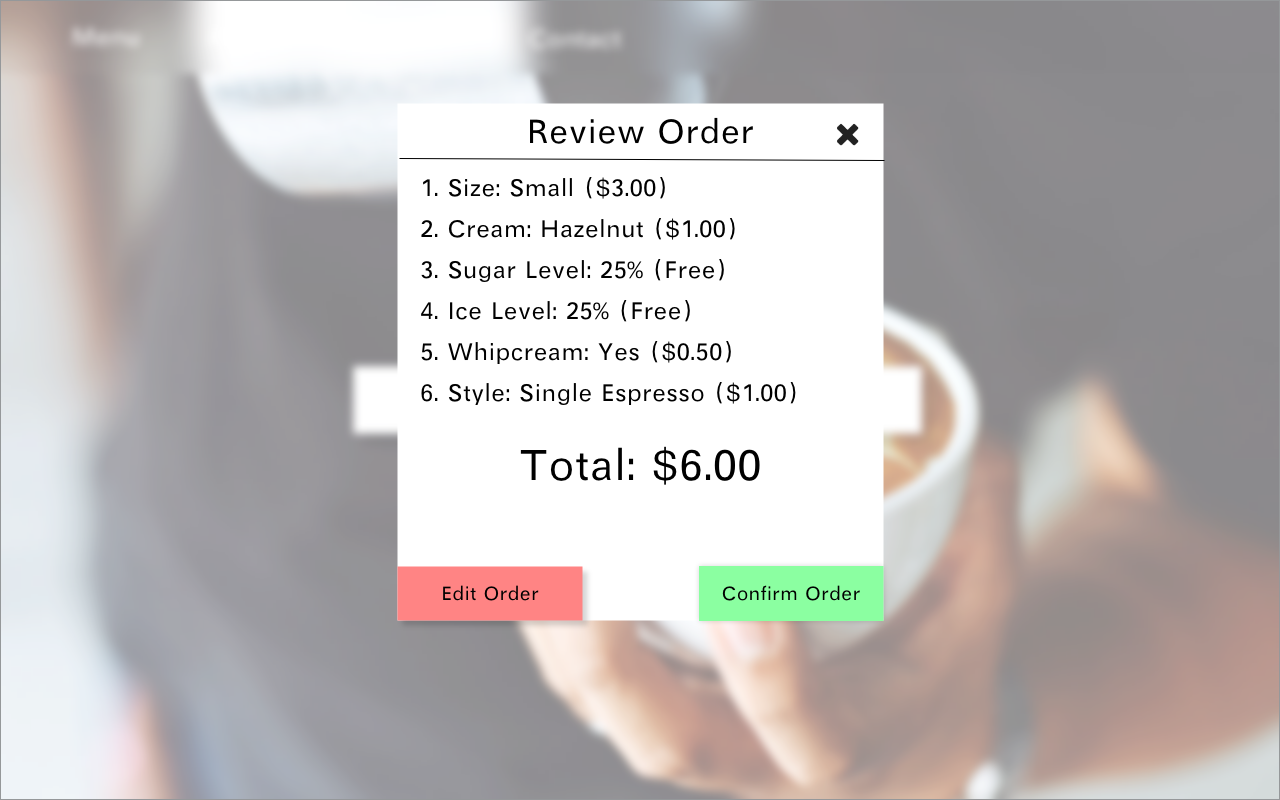 Menu
Contact
Review Order
1. Size: Small ($3.00)
2. Cream: Hazelnut ($1.00)
3. Sugar Level: 25% (Free)
4. Ice Level: 25% (Free)
5. Whipcream: Yes ($0.50)
6. Style: Single Espresso ($1.00)
Total: $6.00
Edit Order
Confirm Order